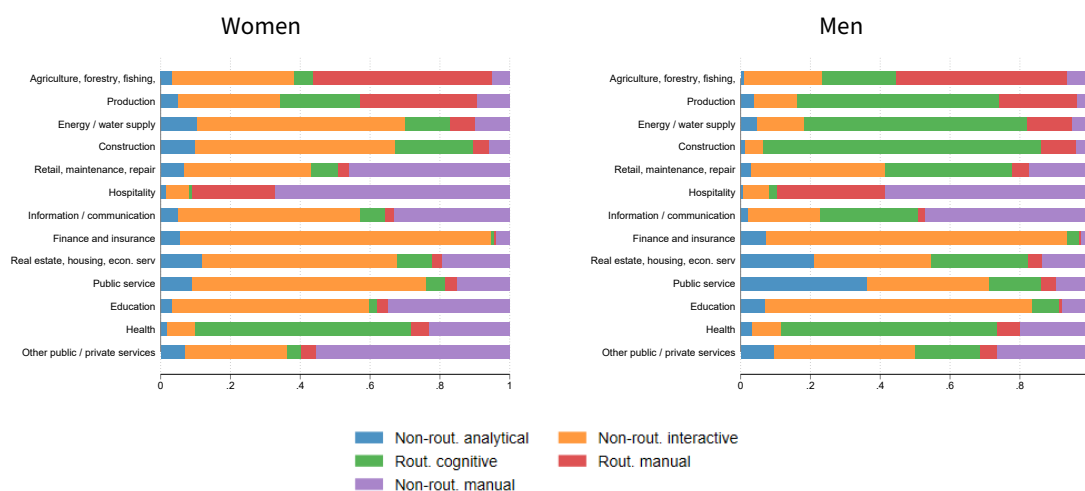 Women
Agriculture, forestry, fishing,
Production
Energy / water supply
Construction
Retail, maintenance, repair
Hospitality
Information / communication
Finance and insurance
Real estate, housing, econ. serv
Public service
Education
Health
Other public / private services
0 .2 .4 .6 .8 1
Men
Agriculture, forestry, fishing,
Production
Energy / water supply
Construction
Retail, maintenance, repair
Hospitality
Information / communication
Finance and insurance
Real estate, housing, econ. serv
Public service
Education
Health
Other public / private services
0 .2 .4 .6 .8
Non-rout. analytical Non-rout. interactive
Rout. cognitive Rout. manual
Non-rout. manual